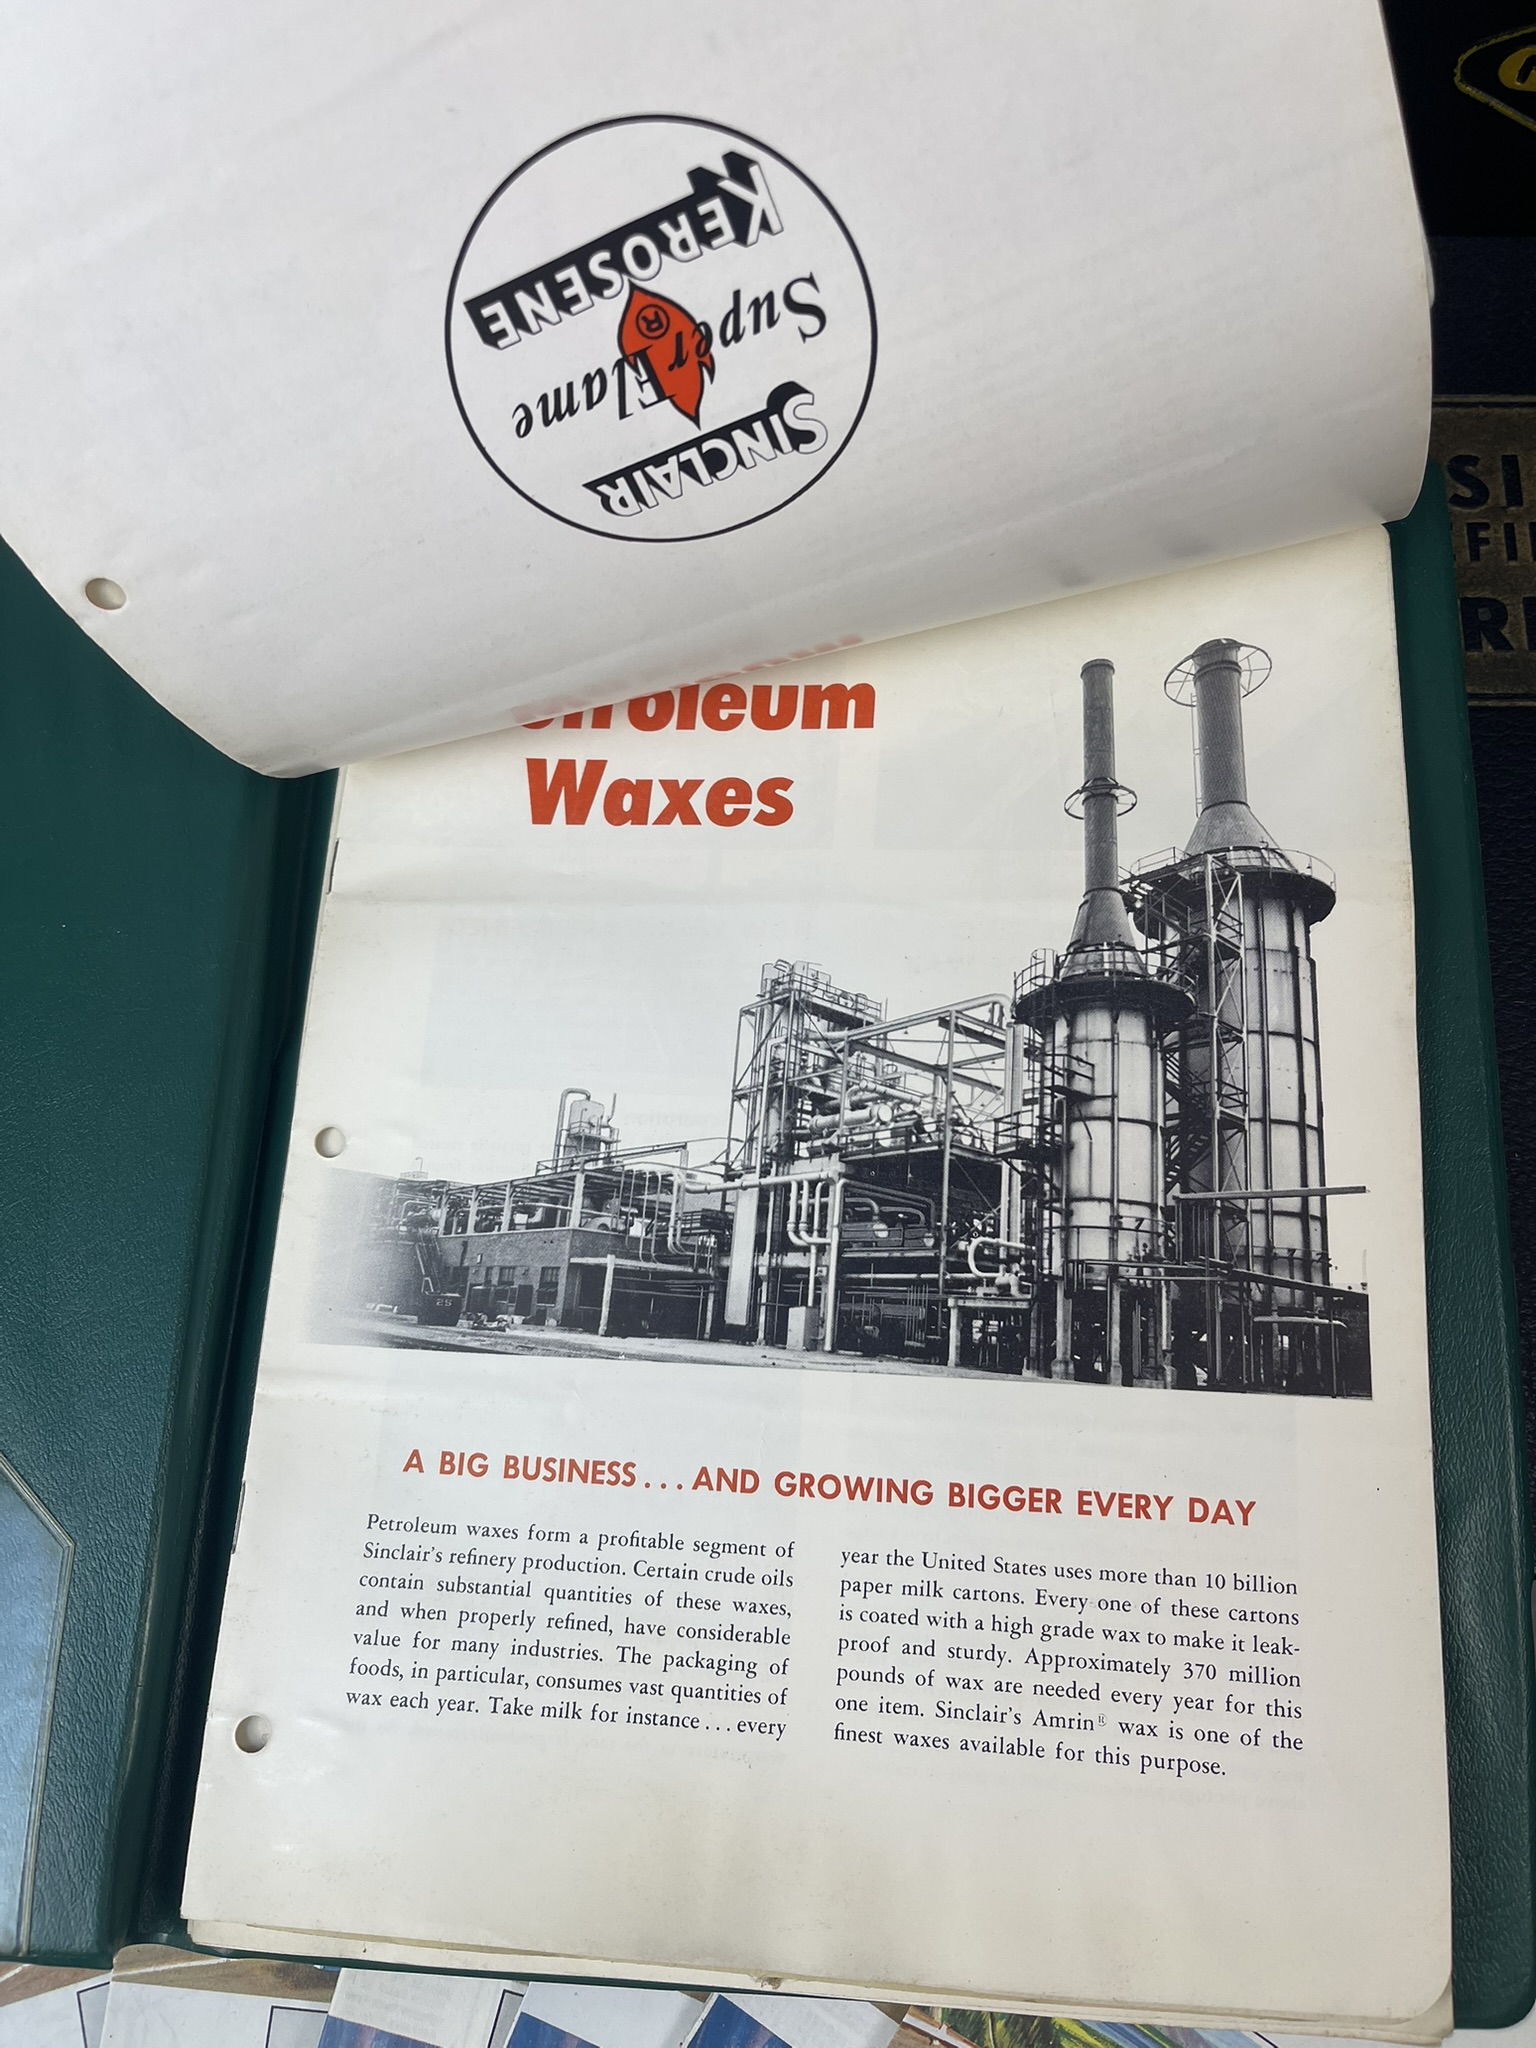 SINCLAIR
Super Flame
®
KEROSENE
Petroleum
Waxes
25
A BIG BUSINESS... AND GROWING BIGGER EVERY DAY
Petroleum waxes form a profitable segment of
Sinclair's refinery production. Certain crude oils
contain substantial quantities of these waxes,
and when properly refined, have considerable
value for many industries. The packaging of
foods, in particular, consumes vast quantities of
wax each year. Take milk for instance... every
year the United States uses more than 10 billion
paper milk cartons. Every one of these cartons
is coated with a high grade wax to make it leak-
proof and sturdy. Approximately 370 million
pounds of wax are needed every year for this
one item. Sinclair's Amrin® wax is one of the
finest waxes available for this purpose.